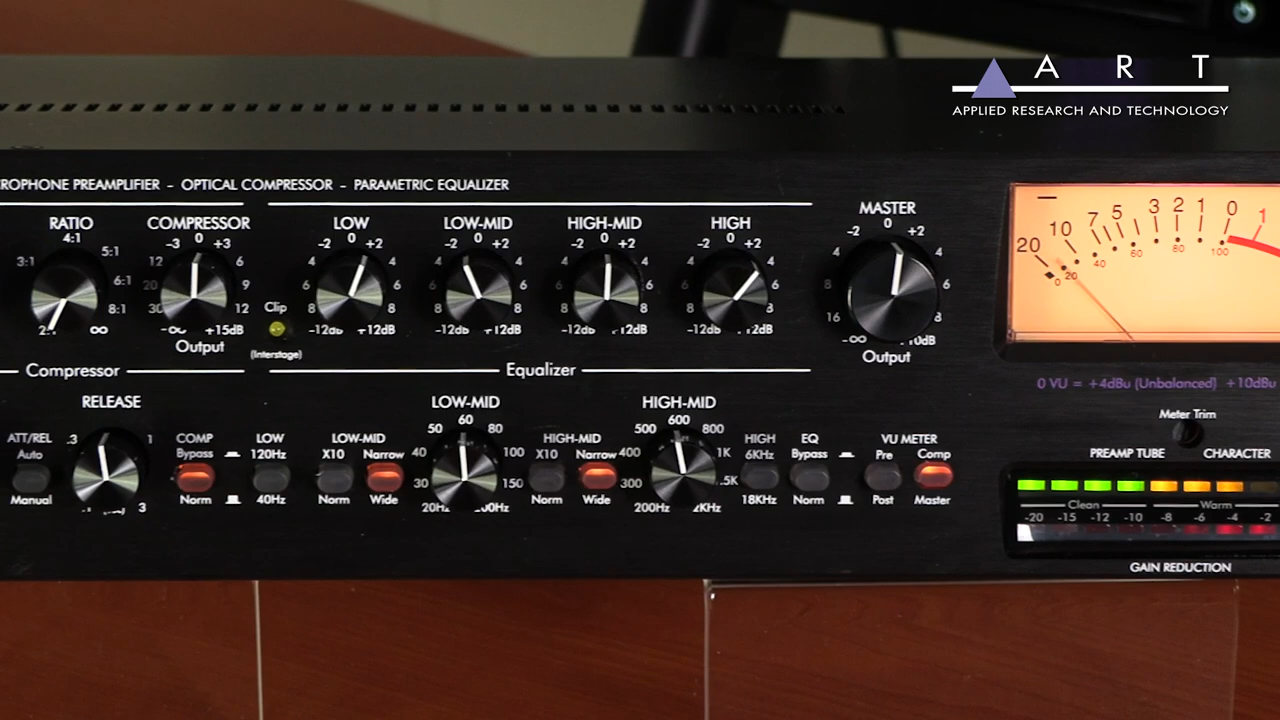 A R T
APPLIED RESEARCH AND TECHNOLOGY
PREAMPLIFIER - OPTICAL COMPRESSOR - PARAMETRIC EQUALIZER
RATIO
4:1
3:1
5:1
6:1
8:1
∞
COMPRESSOR
-3 0 +3
12 6
20 9
30 12
-∞ +15dB
Output
Clip
(Interstage)
LOW
-2 0 +2
4 4
6 6
8 8
-12dB +12dB
LOW-MID
-2 0 +2
4 4
6 6
8 8
-12dB +12dB
HIGH-MID
-2 0 +2
4 4
6 6
8 8
-12dB +12dB
HIGH
-2 0 +2
4 4
6 6
8 8
-12dB +12dB
MASTER
-2 0 +2
4 4
8 6
16 8
-∞ +10dB
Output
20 10 7 5 3 2 1 0 1
0 20 40 60 80 100
0 VU = +4dBu (Unbalanced) +10dBu
Meter Trim
Compressor
Equalizer
RELEASE
.3 1
3
ATT/REL
Auto
Manual
COMP
Bypass
Norm
LOW
120Hz
40Hz
LOW-MID
X10 Narrow
Norm Wide
LOW-MID
50 60 80
40 100
30 150
20Hz
HIGH-MID
X10 Narrow
Norm Wide
HIGH-MID
500 600 800
400 1K
300
200Hz 2KHz
HIGH
6KHz
18KHz
EQ
Bypass
Norm
VU METER
Pre Comp
Post Master
PREAMP TUBE CHARACTER
Clean Warm
-20 -15 -12 -10 -8 -6 -4 -2
GAIN REDUCTION